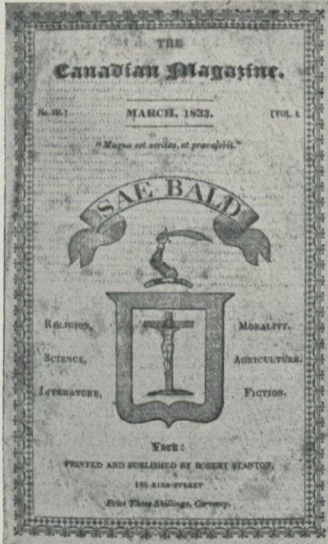 THE
Canadian Magazine.
No. III.] MARCH, 1833. [VOL. I.
"Magna est veritas, et prævalebit."
SAE BALD
RELIGION, MORALITY.
SCIENCE, AGRICULTURE.
LITERATURE, FICTION.
York:
PRINTED AND PUBLISHED BY ROBERT STANTON,
164 KING-STREET
Price Three Shillings, Currency.